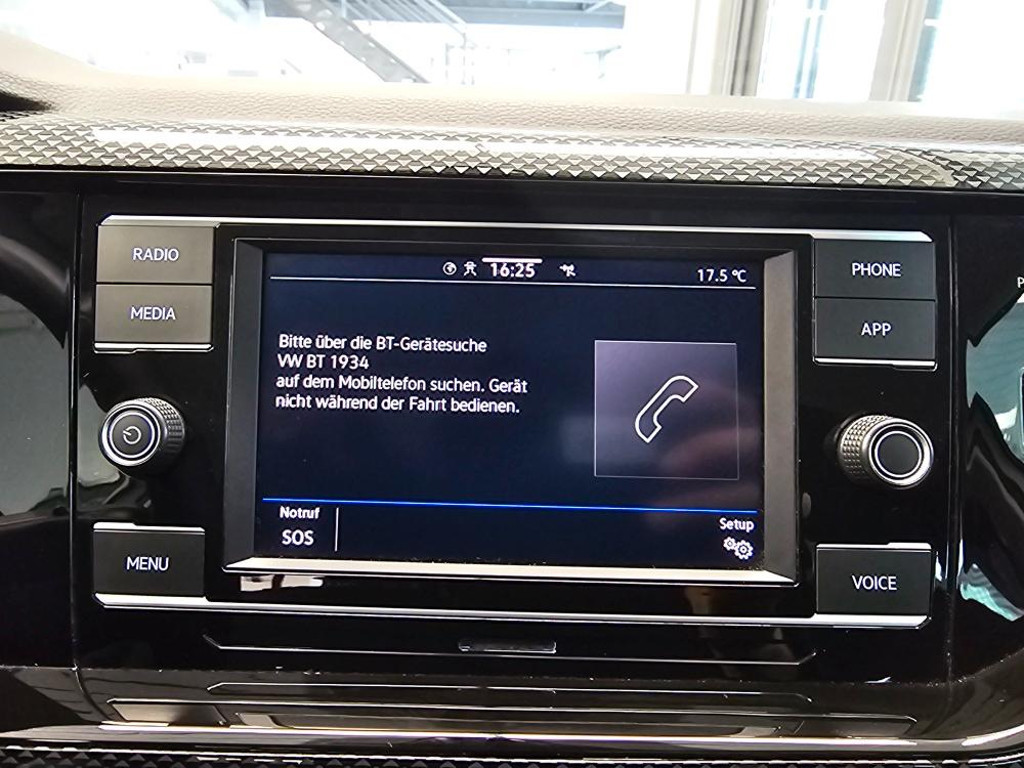 RADIO
MEDIA
MENU
16:25
17.5 °C
Bitte über die BT-Gerätesuche
VW BT 1934
auf dem Mobiltelefon suchen. Gerät
nicht während der Fahrt bedienen.
Notruf
SOS
Setup
PHONE
APP
VOICE
P